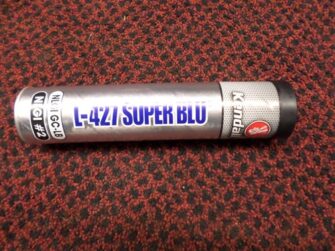 L-427 SUPER BLU
NLGI GC-LB
NLGI #2
Kendall